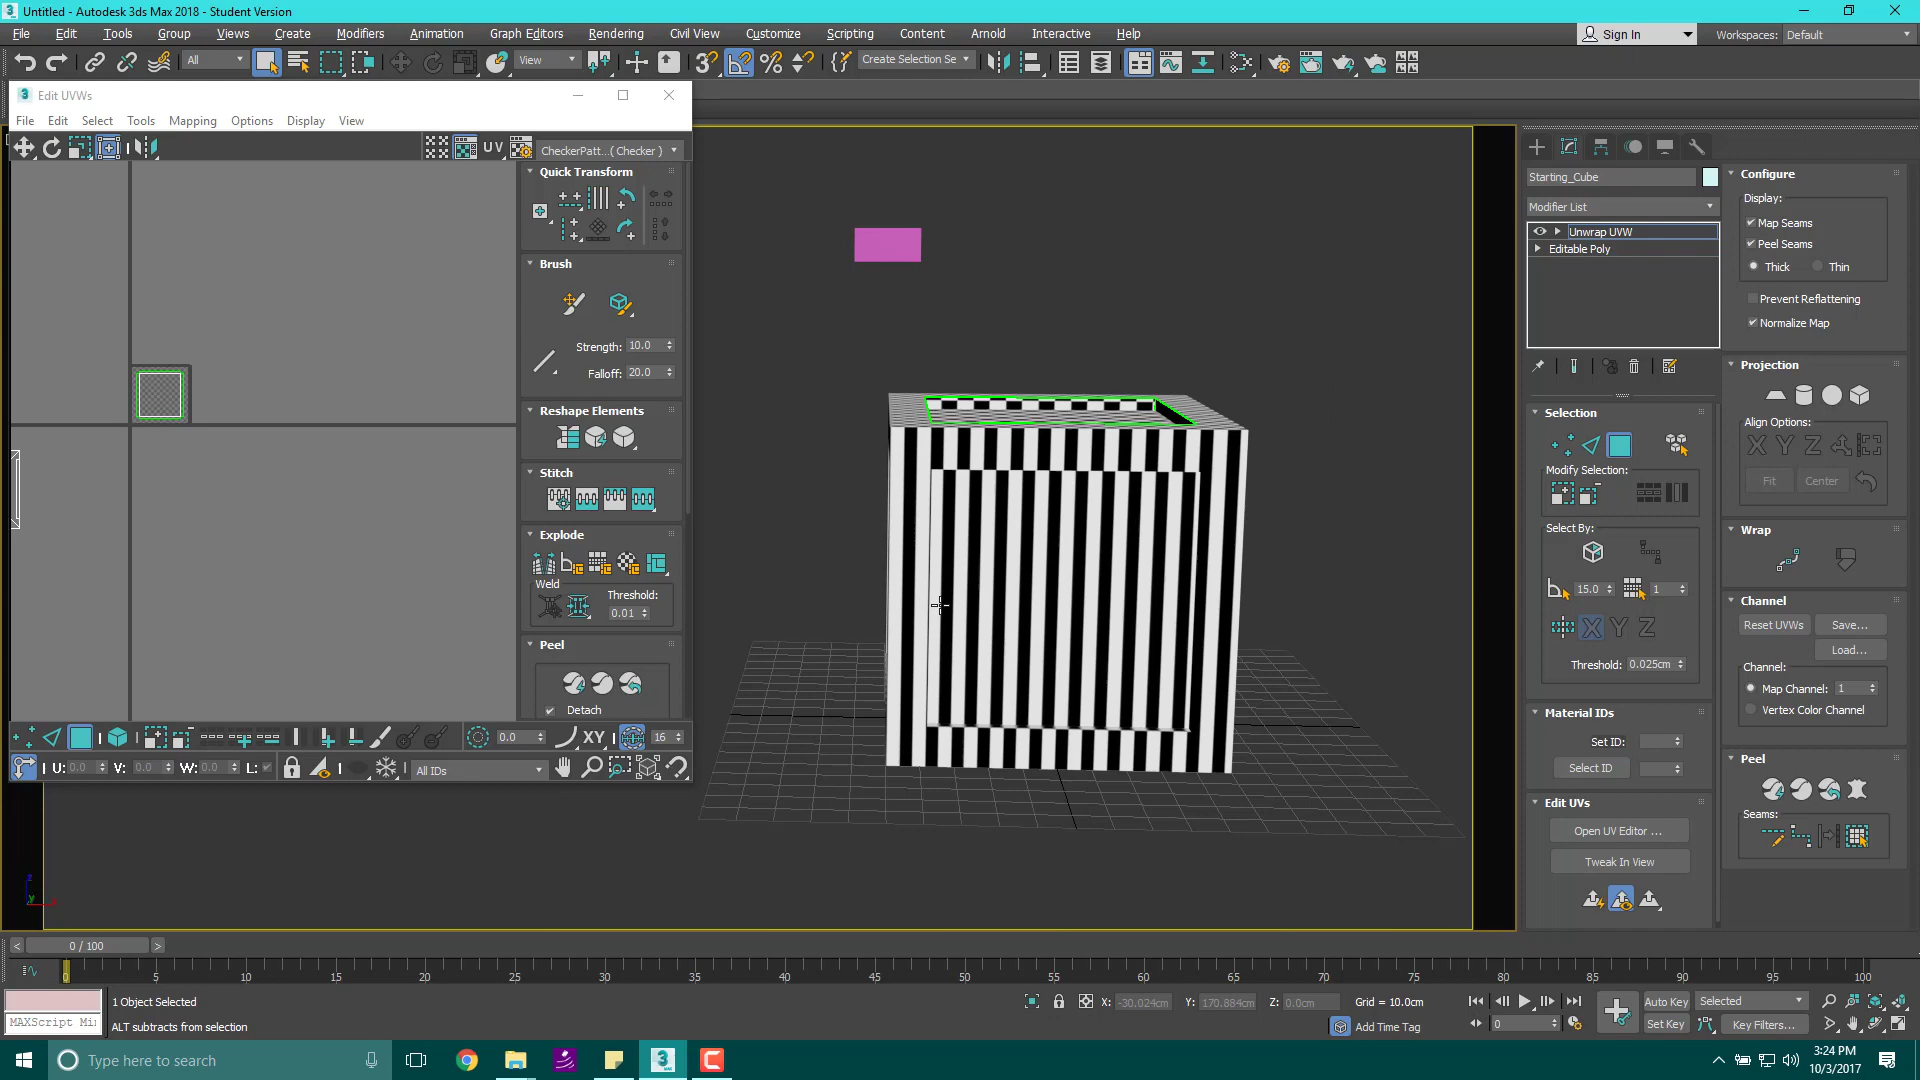 Untitled - Autodesk 3ds Max 2018 - Student Version
File Edit Tools Group Views Create Modifiers Animation Graph Editors Rendering Civil View Customize Scripting Content Arnold Interactive Help
Sign In
Workspaces: Default
All
View
Create Selection Se
Edit UVWs
File Edit Select Tools Mapping Options Display View
UV
CheckerPatt...( Checker )
Quick Transform
Brush
Strength: 10.0
Falloff: 20.0
Reshape Elements
Stitch
Explode
Weld
Threshold:
0.01
Peel
Detach
0.0
XY
16
U: 0.0 V: 0.0 W: 0.0 L:
All IDs
Starting_Cube
Modifier List
Unwrap UVW
Editable Poly
Selection
Modify Selection:
Select By:
15.0
1
X Y Z
Threshold: 0.025cm
Material IDs
Set ID:
Select ID
Edit UVs
Open UV Editor ...
Tweak In View
Configure
Display:
Map Seams
Peel Seams
Thick
Thin
Prevent Reflattening
Normalize Map
Projection
Align Options:
X Y Z
Fit
Center
Wrap
Channel
Reset UVWs
Save...
Load...
Channel:
Map Channel: 1
Vertex Color Channel
Peel
Seams:
z
y
x
< 0 / 100 >
0 5 10 15 20 25 30 35 40 45 50 55 60 65 70 75 80 85 90 95 100
1 Object Selected
X: -30.024cm Y: 170.884cm Z: 0.0cm Grid = 10.0cm
Auto Key
Selected
MAXScript Mi
ALT subtracts from selection
Add Time Tag
0
Set Key
Key Filters...
Type here to search
3
MAX
C
3:24 PM
10/3/2017